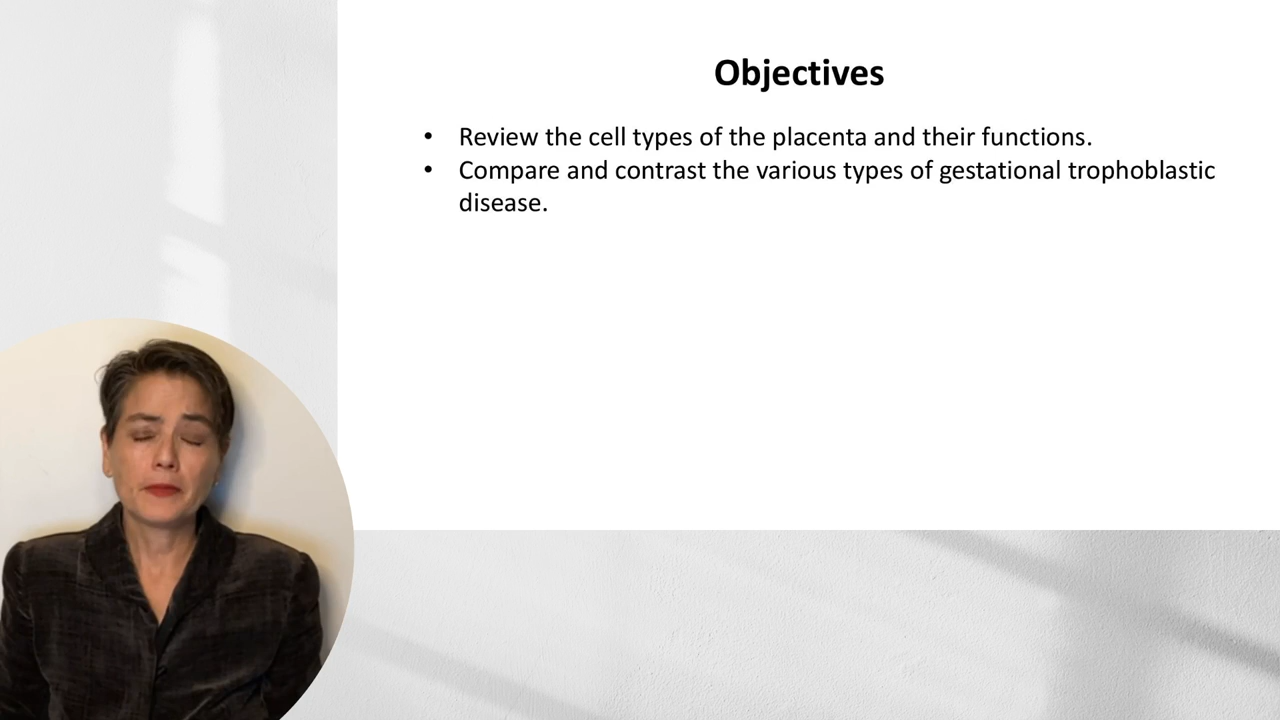 Objectives
• Review the cell types of the placenta and their functions.
• Compare and contrast the various types of gestational trophoblastic
disease.